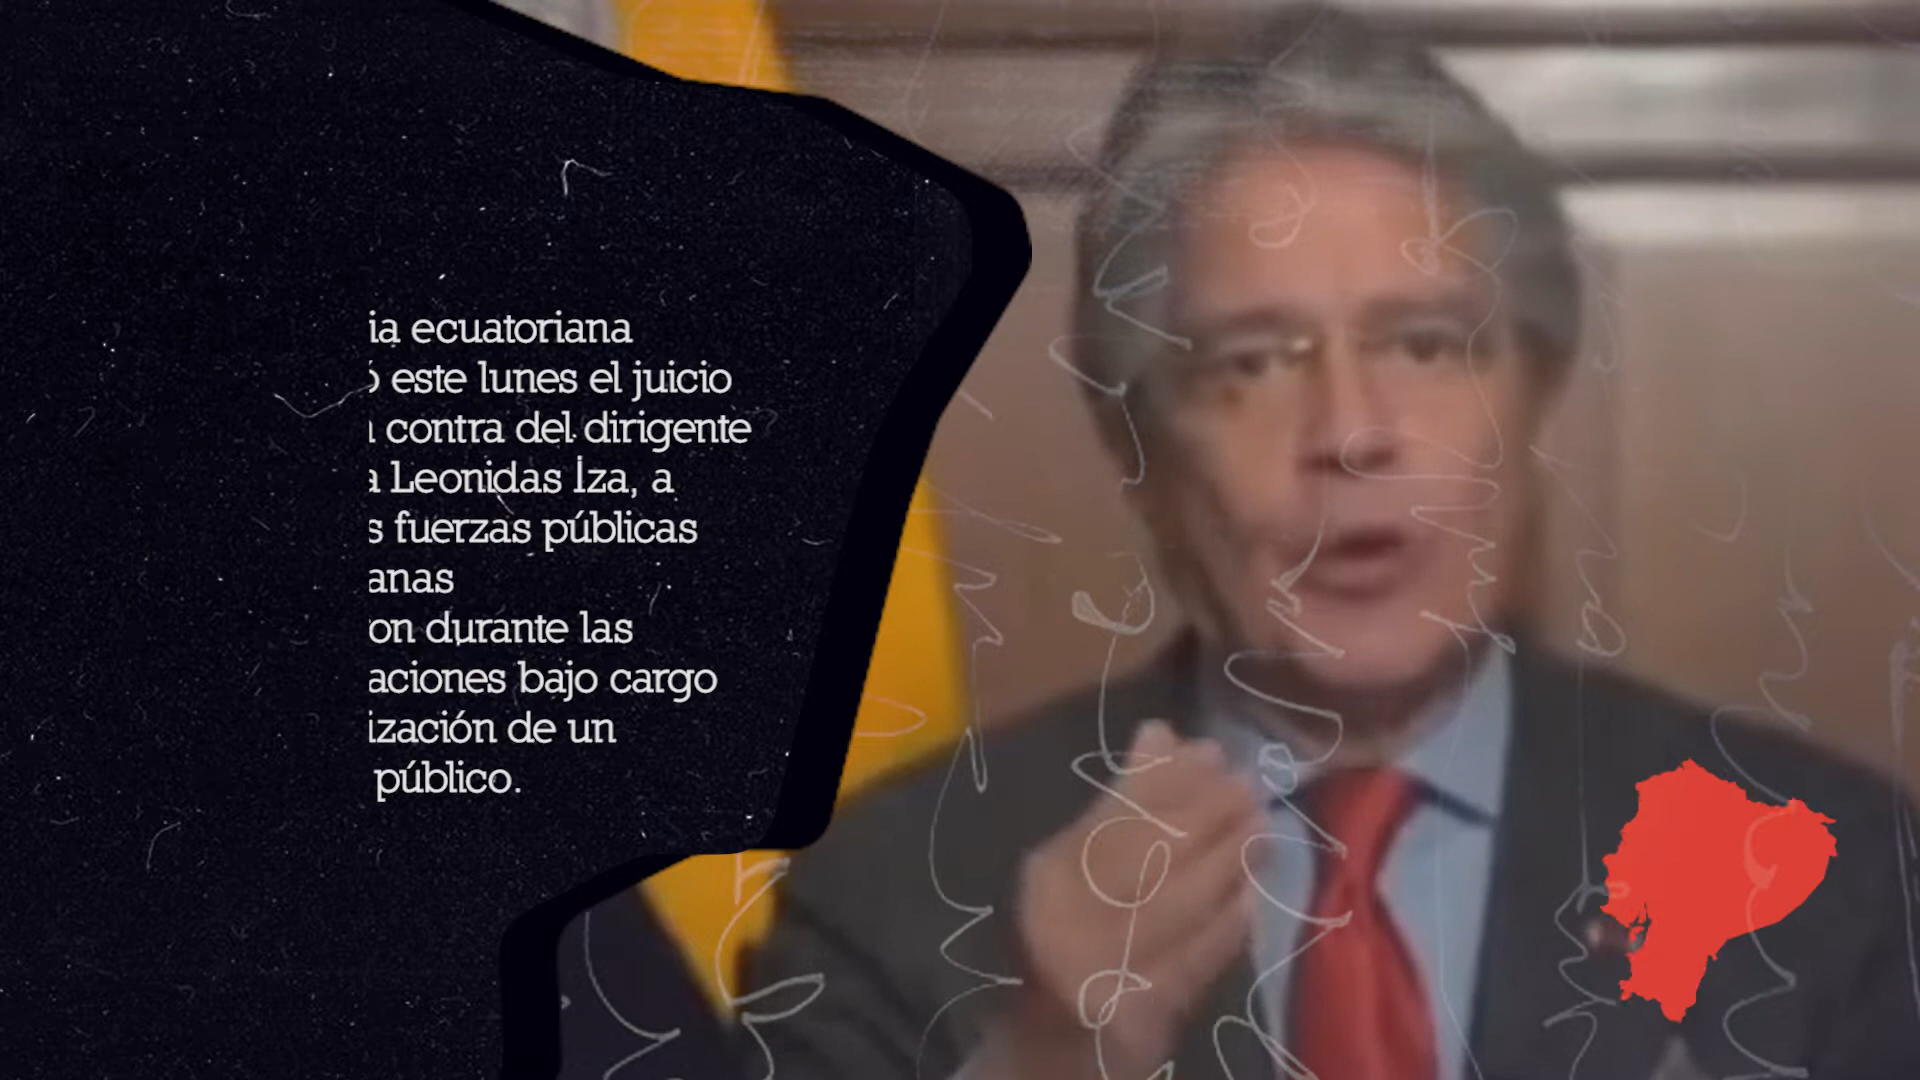 ia ecuatoriana
ó este lunes el juicio
contra del dirigente
a Leonidas Iza, a
s fuerzas públicas
anas
on durante las
aciones bajo cargo
ización de un
público.